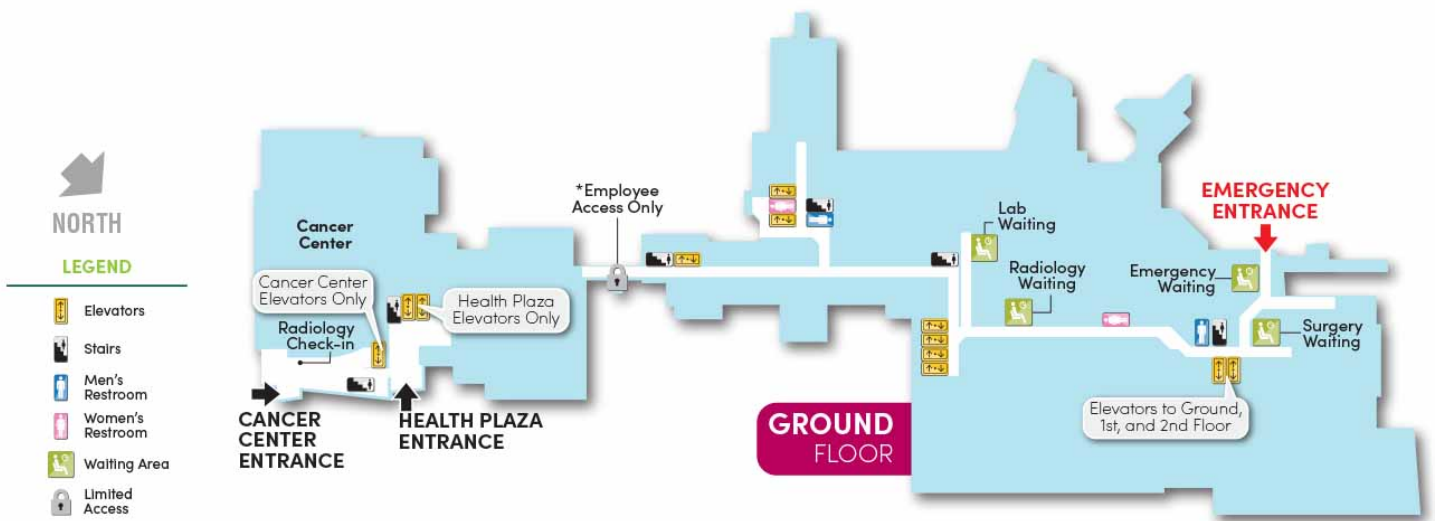 NORTH
LEGEND
Elevators
Stairs
Men's
Restroom
Women's
Restroom
Waiting Area
Limited
Access
Cancer
Center
Cancer Center
Elevators Only
Health Plaza
Elevators Only
Radiology
Check-in
CANCER
CENTER
ENTRANCE
HEALTH PLAZA
ENTRANCE
*Employee
Access Only
Lab
Waiting
Radiology
Waiting
Emergency
Waiting
EMERGENCY
ENTRANCE
Surgery
Waiting
Elevators to Ground,
1st, and 2nd Floor
GROUND
FLOOR